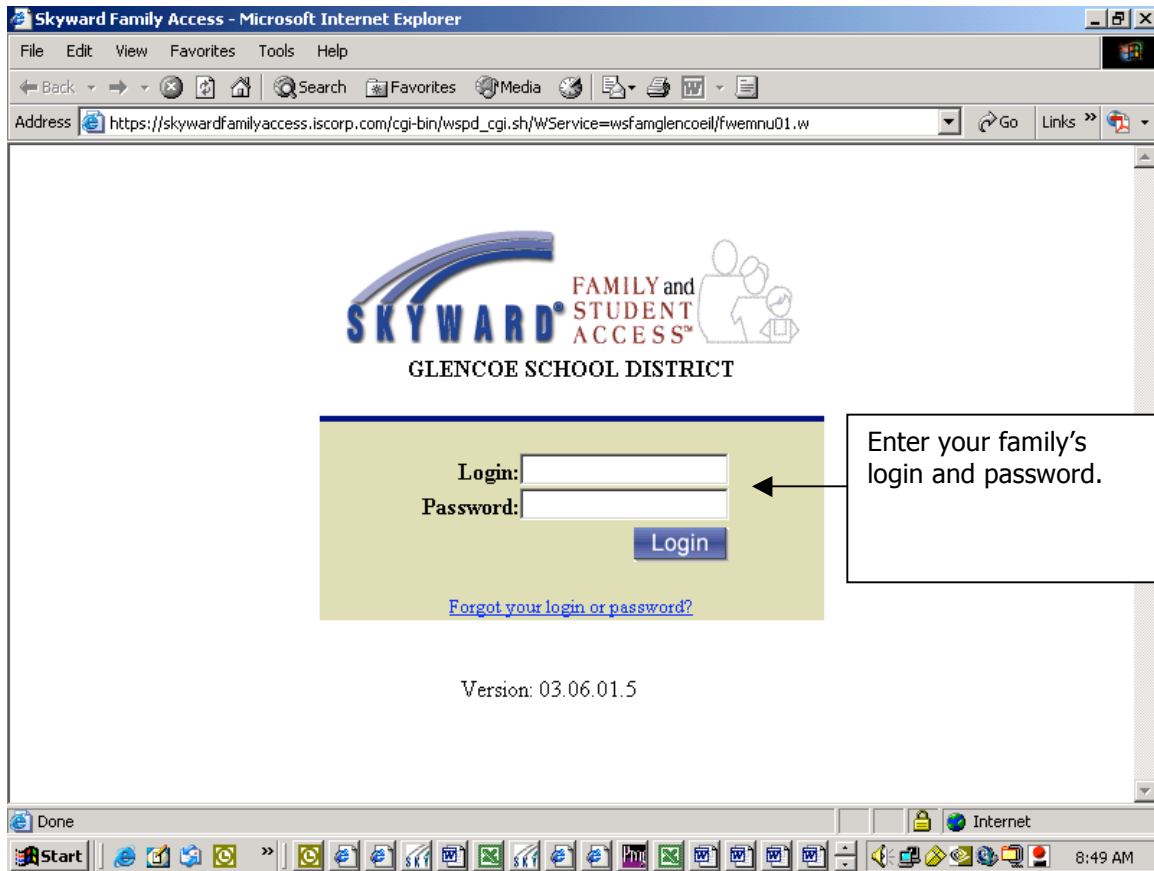 Skyward Family Access - Microsoft Internet Explorer
File Edit View Favorites Tools Help
Back Search Favorites Media
Address https://skywardfamilyaccess.iscorp.com/cgi-bin/wspd_cgi.sh/WService=wsfamglencoeil/fwemnu01.w Go Links »
SKYWARD® FAMILY and
STUDENT
ACCESS™
GLENCOE SCHOOL DISTRICT
Enter your family’s
login and password.
Login:
Password:
Login
Forgot your login or password?
Version: 03.06.01.5
Done Internet
Start » 8:49 AM